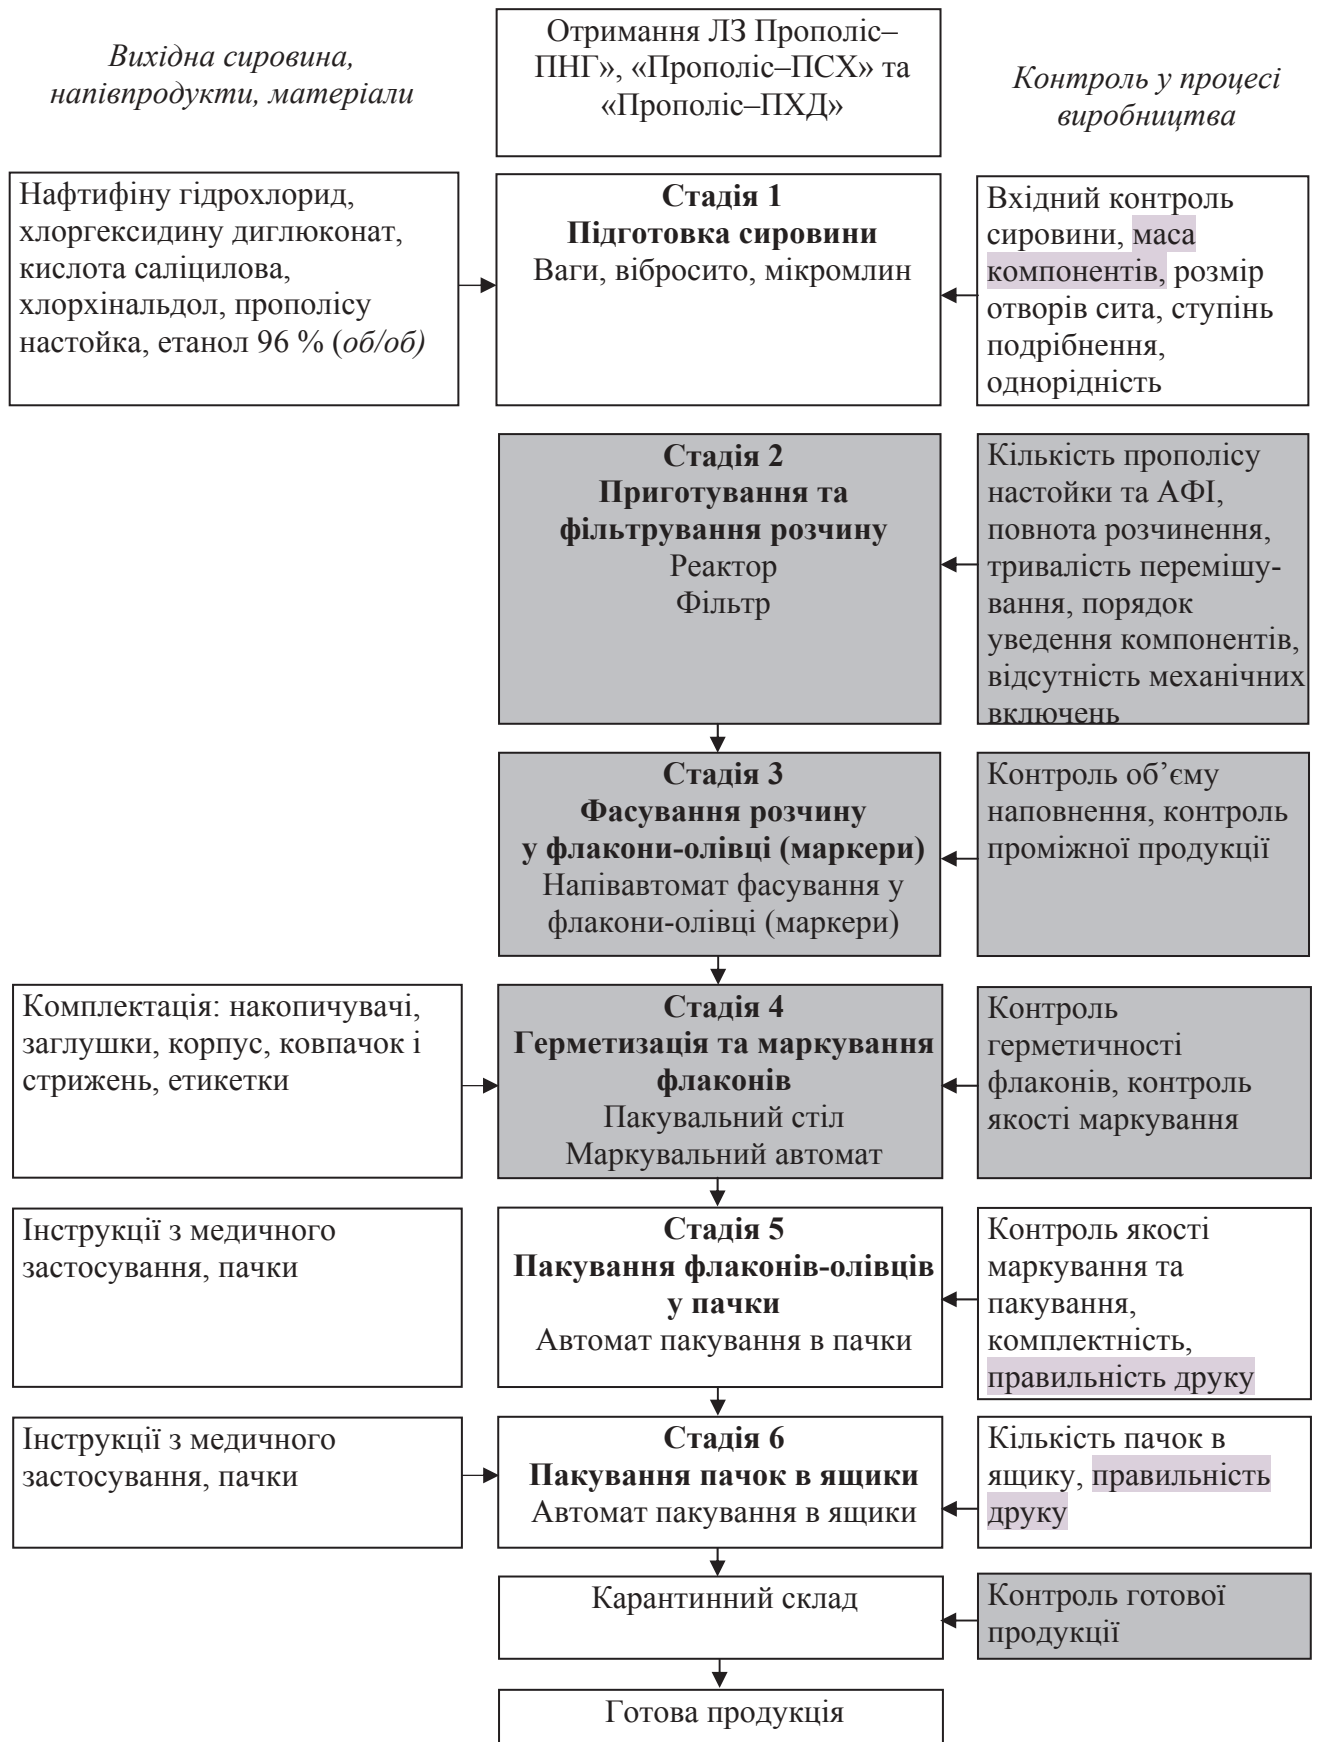 Вихідна сировина,
напівпродукти, матеріали
Отримання ЛЗ Прополіс–
ПНГ», «Прополіс–ПСХ» та
«Прополіс–ПХД»
Контроль у процесі
виробництва
Нафтифіну гідрохлорид,
хлоргексидину диглюконат,
кислота саліцилова,
хлорхінальдол, прополісу
настойка, етанол 96 % (об/об)
Стадія 1
Підготовка сировини
Ваги, вібросито, мікромлин
Вхідний контроль
сировини, маса
компонентів, розмір
отворів сита, ступінь
подрібнення,
однорідність
Стадія 2
Приготування та
фільтрування розчину
Реактор
Фільтр
Кількість прополісу
настойки та АФІ,
повнота розчинення,
тривалість перемішу-
вання, порядок
уведення компонентів,
відсутність механічних
включень
Стадія 3
Фасування розчину
у флакони-олівці (маркери)
Напівавтомат фасування у
флакони-олівці (маркери)
Контроль об’єму
наповнення, контроль
проміжної продукції
Комплектація: накопичувачі,
заглушки, корпус, ковпачок і
стрижень, етикетки
Стадія 4
Герметизація та маркування
флаконів
Пакувальний стіл
Маркувальний автомат
Контроль
герметичності
флаконів, контроль
якості маркування
Інструкції з медичного
застосування, пачки
Стадія 5
Пакування флаконів-олівців
у пачки
Автомат пакування в пачки
Контроль якості
маркування та
пакування,
комплектність,
правильність друку
Інструкції з медичного
застосування, пачки
Стадія 6
Пакування пачок в ящики
Автомат пакування в ящики
Кількість пачок в
ящику, правильність
друку
Карантинний склад
Контроль готової
продукції
Готова продукція